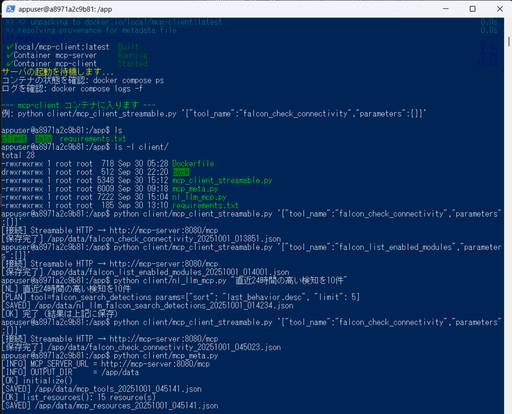 appuser@a8971a2c9b81: /app
=> => unpacking to docker.io/local/mcp-client:latest 0.0s
=> resolving provenance for metadata file 0.0s
✓local/mcp-client:latest Built
✓Container mcp-server Running
✓Container mcp-client Started
サーバの起動を待機します...
コンテナの状態を確認: docker compose ps
ログを確認: docker compose logs -f
--- mcp-client コンテナに入ります ---
例: python client/mcp_client_streamable.py '{"tool_name":"falcon_check_connectivity","parameters":{}}'
appuser@a8971a2c9b81:/app$ ls
client data requirements.txt
appuser@a8971a2c9b81:/app$ ls -l client/
total 28
-rwxrwxrwx 1 root root 718 Sep 30 05:28 Dockerfile
drwxrwxrwx 1 root root 512 Sep 30 22:20
-rwxrwxrwx 1 root root 5348 Sep 30 15:12 mcp_client_streamable.py
-rwxrwxrwx 1 root root 6009 Sep 30 09:18 mcp_meta.py
-rwxrwxrwx 1 root root 7222 Sep 30 15:04 nl_llm_mcp.py
-rwxrwxrwx 1 root root 185 Sep 30 13:10 requirements.txt
appuser@a8971a2c9b81:/app$ python client/mcp_client_streamable.py '{"tool_name":"falcon_check_connectivity","parameters
":{}}'
[接続] Streamable HTTP → http://mcp-server:8080/mcp
[保存完了] /app/data/falcon_check_connectivity_20251001_013851.json
appuser@a8971a2c9b81:/app$ python client/mcp_client_streamable.py '{"tool_name":"falcon_list_enabled_modules","parameter
s":{}}'
[接続] Streamable HTTP → http://mcp-server:8080/mcp
[保存完了] /app/data/falcon_list_enabled_modules_20251001_014001.json
appuser@a8971a2c9b81:/app$ python client/nl_llm_mcp.py "直近24時間の高い検知を10件"
[NL] 直近24時間の高い検知を10件
[PLAN] tool=falcon_search_detections params={"sort": "last_behavior.desc", "limit": 5}
[SAVED] /app/data/nl_llm_falcon_search_detections_20251001_014234.json
[OK] 完了（結果は上記に保存）
appuser@a8971a2c9b81:/app$ python client/mcp_client_streamable.py '{"tool_name":"falcon_check_connectivity","parameters
":{}}'
[接続] Streamable HTTP → http://mcp-server:8080/mcp
[保存完了] /app/data/falcon_check_connectivity_20251001_045023.json
appuser@a8971a2c9b81:/app$ python client/mcp_meta.py
[INFO] MCP_SERVER_URL = http://mcp-server:8080/mcp
[INFO] OUTPUT_DIR = /app/data
[OK] initialize()
[SAVED] /app/data/mcp_tools_20251001_045141.json
[OK] list_resources(): 15 resource(s)
[SAVED] /app/data/mcp_resources_20251001_045141.json